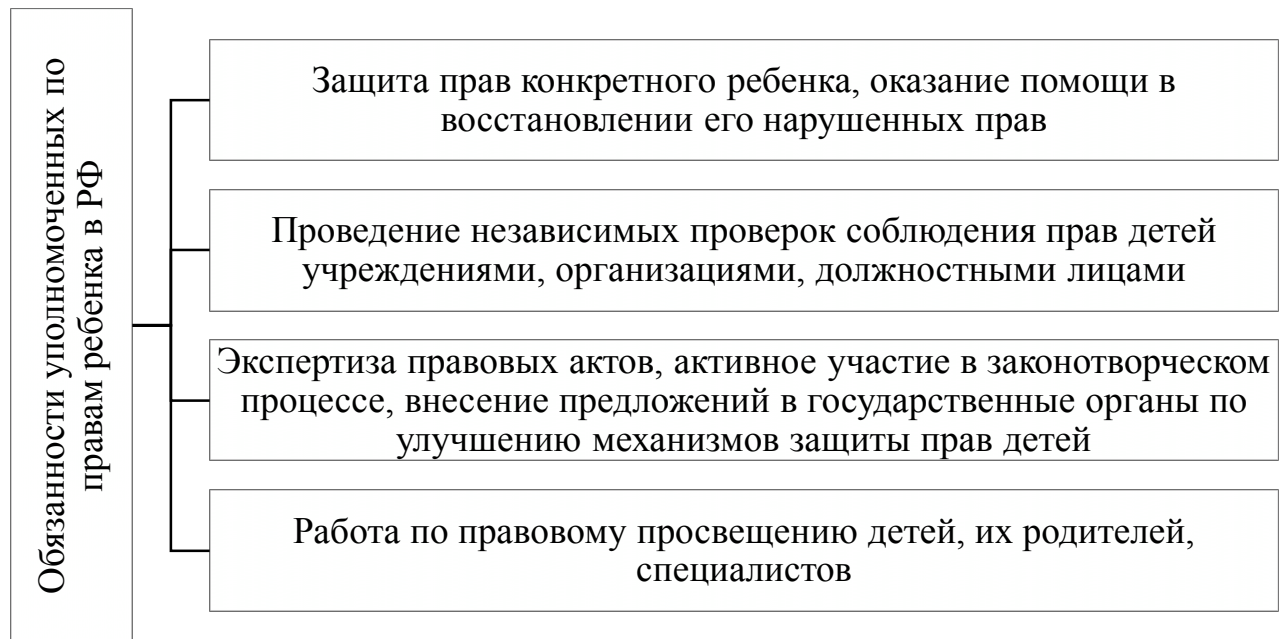 Обязанности уполномоченных по
правам ребенка в РФ
Защита прав конкретного ребенка, оказание помощи в
восстановлении его нарушенных прав
Проведение независимых проверок соблюдения прав детей
учреждениями, организациями, должностными лицами
Экспертиза правовых актов, активное участие в законотворческом
процессе, внесение предложений в государственные органы по
улучшению механизмов защиты прав детей
Работа по правовому просвещению детей, их родителей,
специалистов